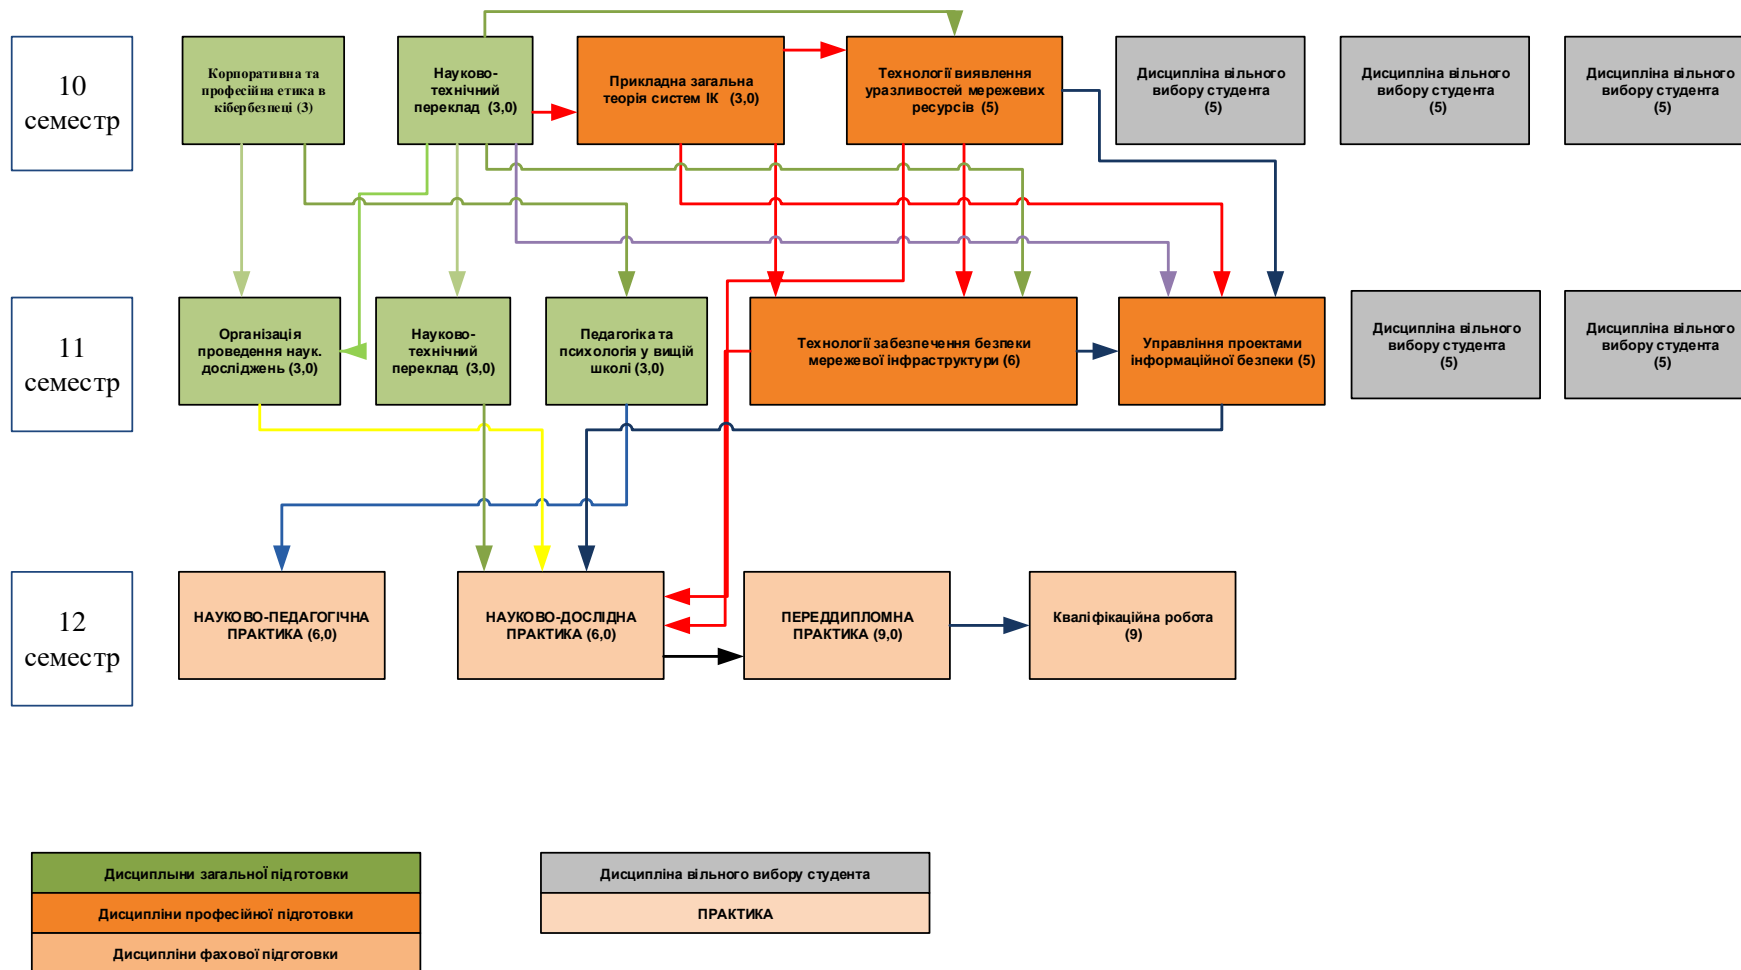 10
семестр
Корпоративна та
професійна етика в
кібербезпеці (3)
Науково-
технічний
переклад (3,0)
Прикладна загальна
теорія систем ІК (3,0)
Технології виявлення
уразливостей мережевих
ресурсів (5)
Дисципліна вільного
вибору студента
(5)
Дисципліна вільного
вибору студента
(5)
Дисципліна вільного
вибору студента
(5)
11
семестр
Організація
проведення наук.
досліджень (3,0)
Науково-
технічний
переклад (3,0)
Педагогіка та
психологія у вищій
школі (3,0)
Технології забезпечення безпеки
мережевої інфраструктури (6)
Управління проектами
інформаційної безпеки (5)
Дисципліна вільного
вибору студента
(5)
Дисципліна вільного
вибору студента
(5)
12
семестр
НАУКОВО-ПЕДАГОГІЧНА
ПРАКТИКА (6,0)
НАУКОВО-ДОСЛІДНА
ПРАКТИКА (6,0)
ПЕРЕДДИПЛОМНА
ПРАКТИКА (9,0)
Кваліфікаційна робота
(9)
Дисциплыни загальноЇ підготовки
Дисципліни професійної підготовки
Дисципліни фахової підготовки
Дисципліна вільного вибору студента
ПРАКТИКА